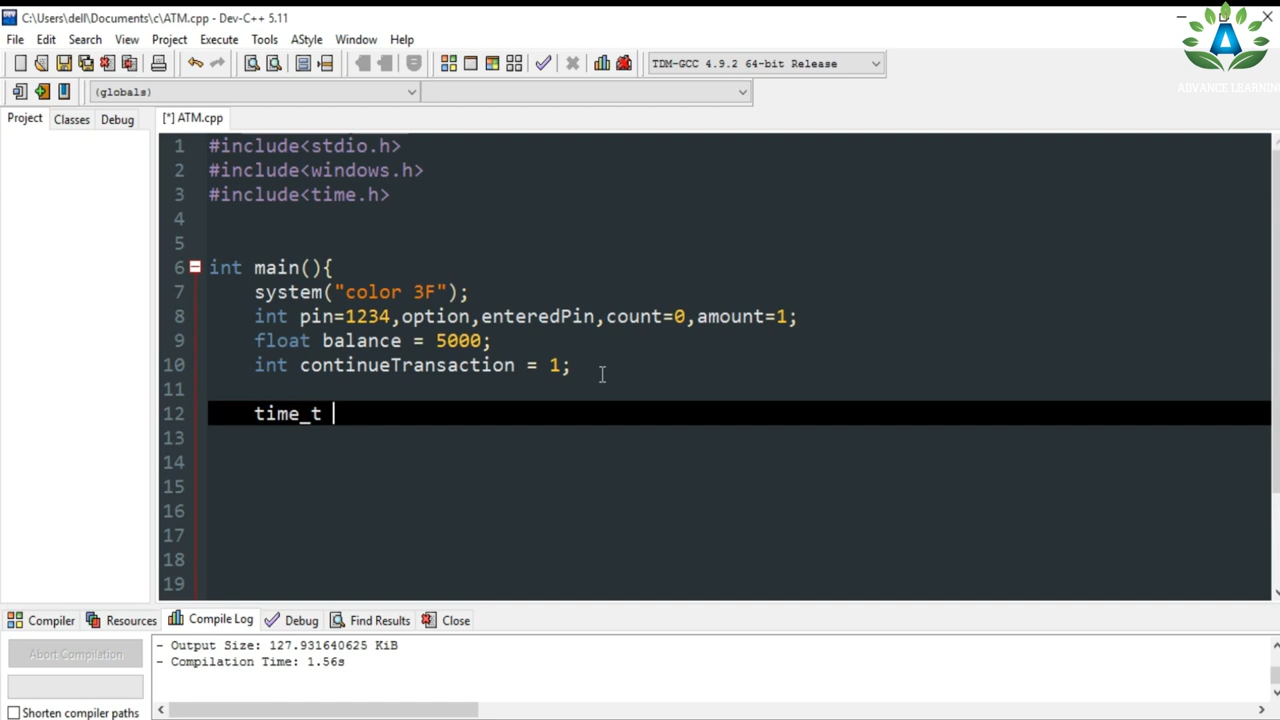 C:\Users\dell\Documents\c\ATM.cpp - Dev-C++ 5.11
File Edit Search View Project Execute Tools AStyle Window Help
TDM-GCC 4.9.2 64-bit Release
ADVANCE LEARNING
(globals)
Project Classes Debug [*] ATM.cpp
1 #include<stdio.h>
2 #include<windows.h>
3 #include<time.h>
4
5
6 int main(){
7 system("color 3F");
8 int pin=1234,option,enteredPin,count=0,amount=1;
9 float balance = 5000;
10 int continueTransaction = 1;
11
12 time_t
13
14
15
16
17
18
19
Compiler Resources Compile Log Debug Find Results Close
Abort Compilation
- Output Size: 127.931640625 KiB
- Compilation Time: 1.56s
Shorten compiler paths